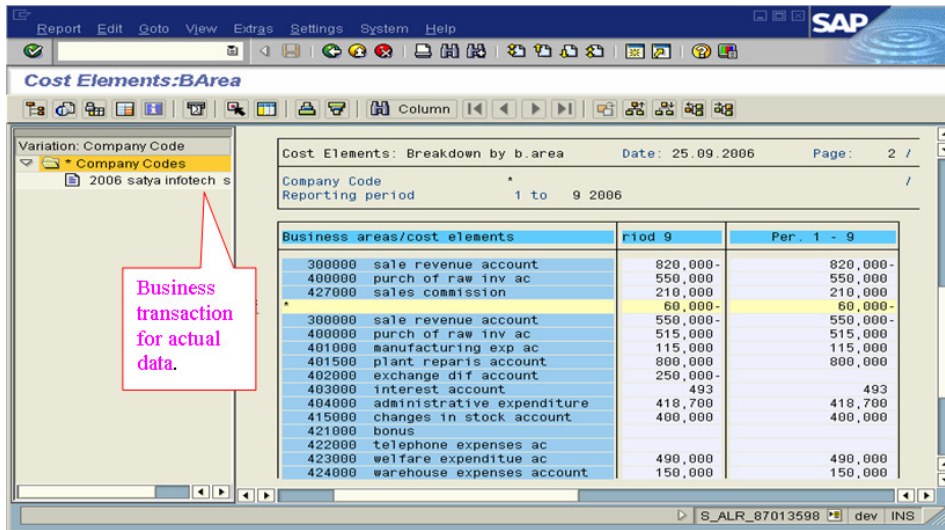 Report Edit Goto View Extras Settings System Help
SAP
Cost Elements:BArea
Column
Variation: Company Code
* Company Codes
2006 satya infotech s
Business
transaction
for actual
data.
Cost Elements: Breakdown by b.area Date: 25.09.2006 Page: 2 /
Company Code * /
Reporting period 1 to 9 2006
Business areas/cost elements riod 9 Per. 1 - 9
300000 sale revenue account 820,000- 820,000-
400000 purch of raw inv ac 550,000 550,000
427000 sales commission 210,000 210,000
* 60,000- 60,000-
300000 sale revenue account 550,000- 550,000-
400000 purch of raw inv ac 515,000 515,000
401000 manufacturing exp ac 115,000 115,000
401500 plant reparis account 800,000 800,000
402000 exchange dif account 250,000-
403000 interest account 493 493
404000 administrative expenditure 418,700 418,700
415000 changes in stock account 400,000 400,000
421000 bonus
422000 telephone expenses ac
423000 welfare expenditue ac 490,000 490,000
424000 warehouse expenses account 150,000 150,000
S_ALR_87013598 dev INS